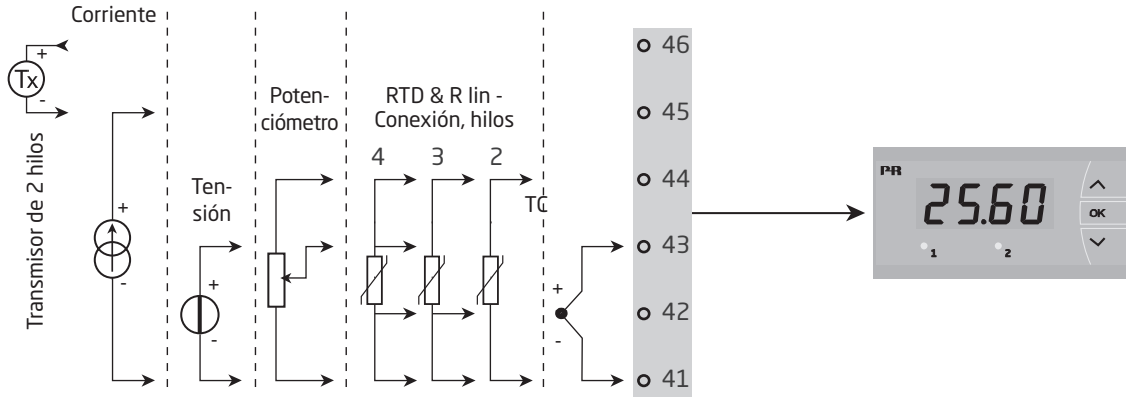 Corriente
+
Tx
-
Transmisor de 2 hilos
+
-
Ten-
sión
+
-
Poten-
ciómetro
RTD & R lin -
Conexión, hilos
4 3 2
TC
+
-
46
45
44
43
42
41
PR
25.60
OK
1 2